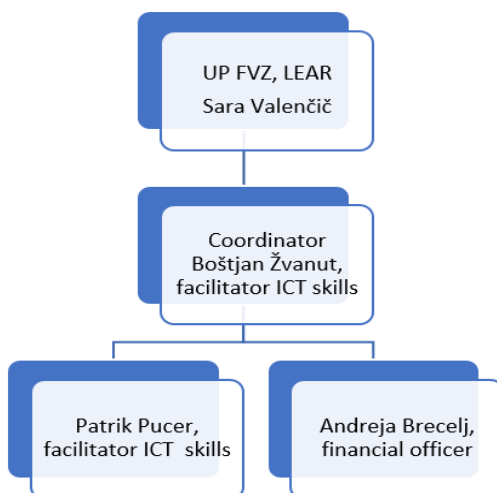 UP FVZ, LEAR
Sara Valenčič
Coordinator
Boštjan Žvanut,
facilitator ICT skills
Patrik Pucer,
facilitator ICT  skills
Andreja Brecelj,
financial officer